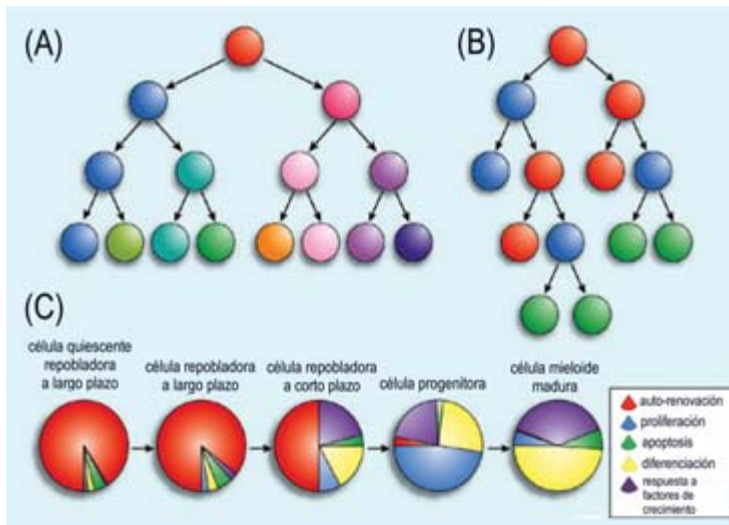 (A)
(B)
(C)
célula quiescente
repobladora
a largo plazo
célula repobladora
a largo plazo
célula repobladora
a corto plazo
célula progenitora
célula mieloide
madura
auto-renovación
proliferación
apoptosis
diferenciación
respuesta a
factores de
crecimiento